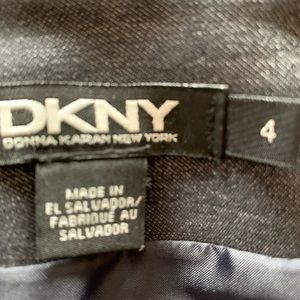 DKNY
DONNA KARAN NEW YORK
4
MADE IN
EL SALVADOR/
FABRIQUÉ AU
SALVADOR